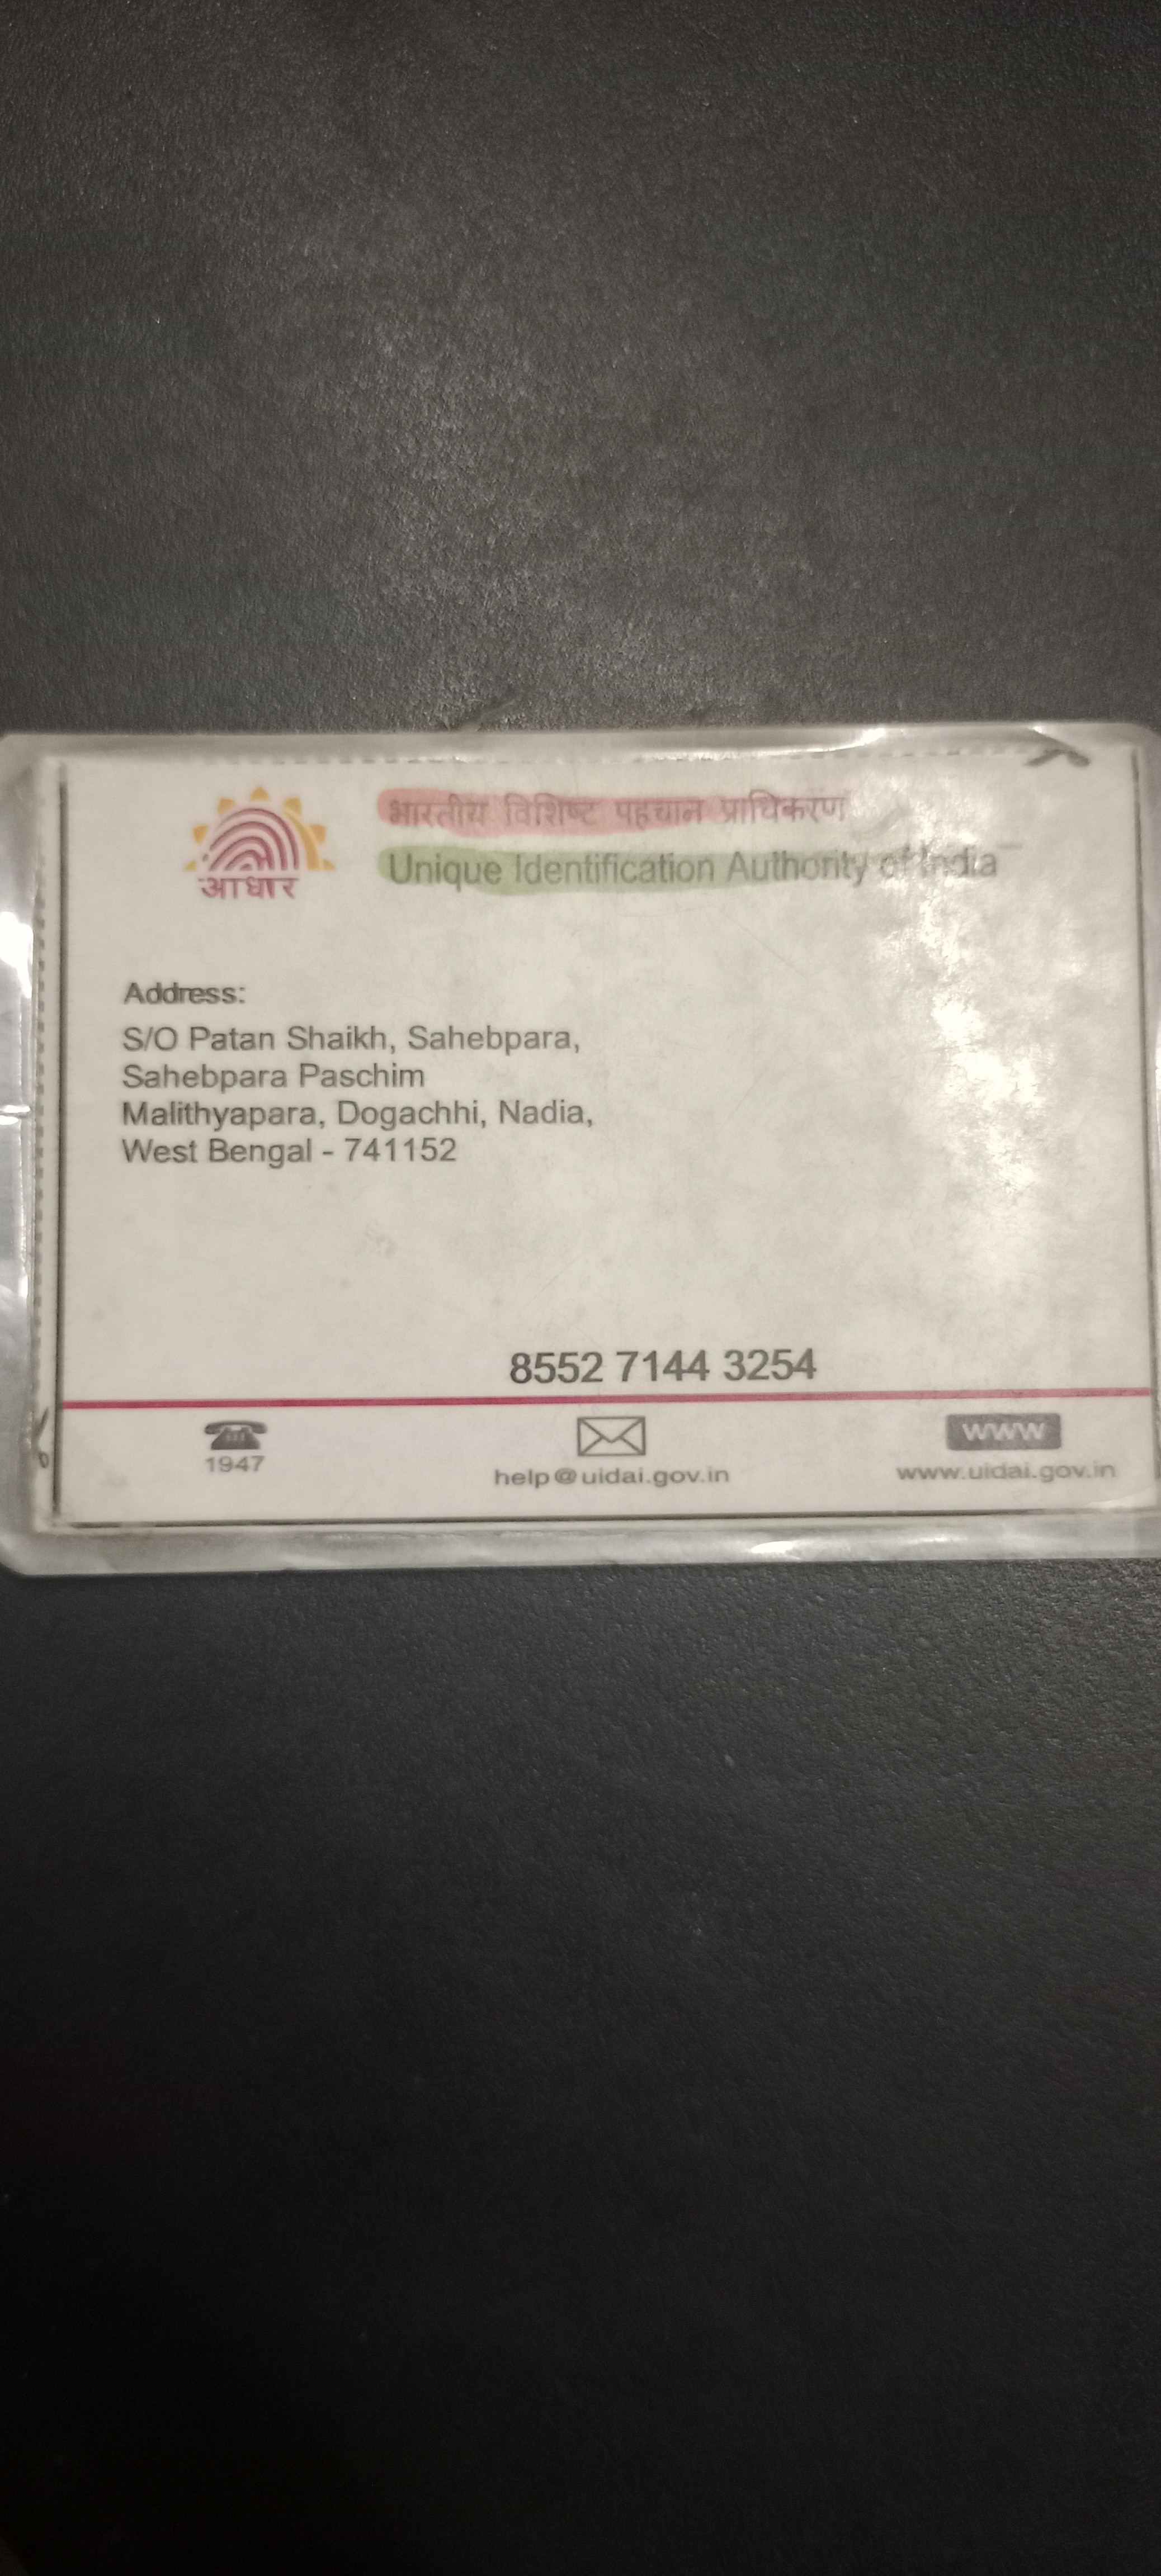 आधार
भारतीय विशिष्ट पहचान प्राधिकरण
Unique Identification Authority of India
Address:
S/O Patan Shaikh, Sahebpara,
Sahebpara Paschim
Malithyapara, Dogachhi, Nadia,
West Bengal - 741152
8552 7144 3254
1947
help@uidai.gov.in
www
www.uidai.gov.in